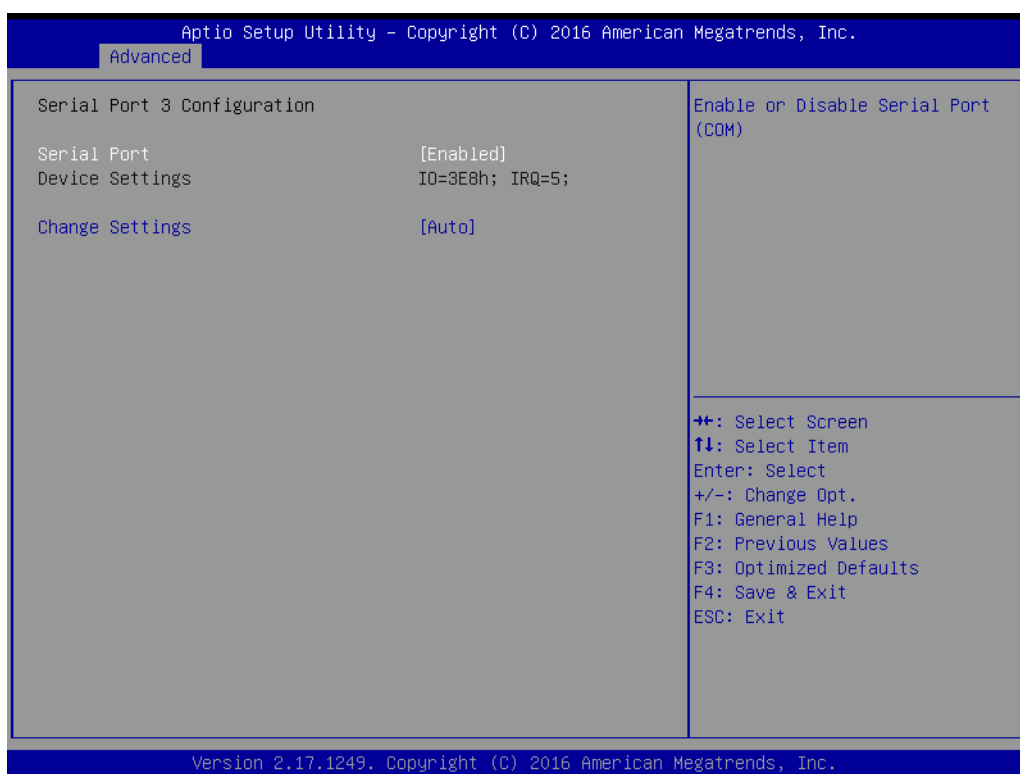 Aptio Setup Utility – Copyright (C) 2016 American Megatrends, Inc.
Advanced
Serial Port 3 Configuration
Serial Port [Enabled]
Device Settings IO=3E8h; IRQ=5;
Change Settings [Auto]
Enable or Disable Serial Port
(COM)
→←: Select Screen
↑↓: Select Item
Enter: Select
+/-: Change Opt.
F1: General Help
F2: Previous Values
F3: Optimized Defaults
F4: Save & Exit
ESC: Exit
Version 2.17.1249. Copyright (C) 2016 American Megatrends, Inc.